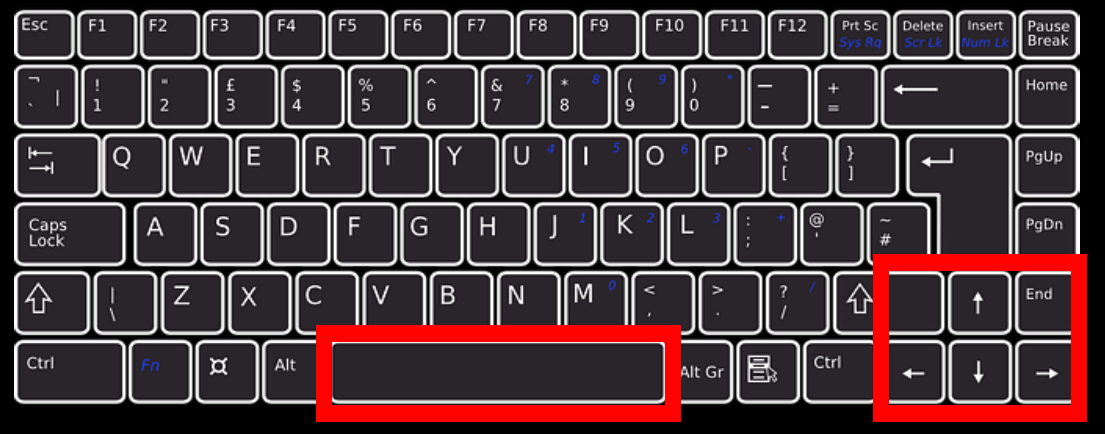 Esc F1 F2 F3 F4 F5 F6 F7 F8 F9 F10 F11 F12 Prt Sc Delete Insert Pause
Sys Rq Scr Lk Num Lk Break
¬ ! " £ $ % ^ & 7 * 8 ( 9 ) * — + ← Home
` | 1 2 3 4 5 6 7 8 9 0 - =
Q W E R T Y U 4 I 5 O 6 P - { } PgUp
[ ]
Caps A S D F G H J 1 K 2 L 3 : + @ ~ PgDn
Lock ; ' #
| Z X C V B N M 0 < > ? / ↑ End
\ , . /
Ctrl Fn Alt Alt Gr Ctrl ← ↓ →